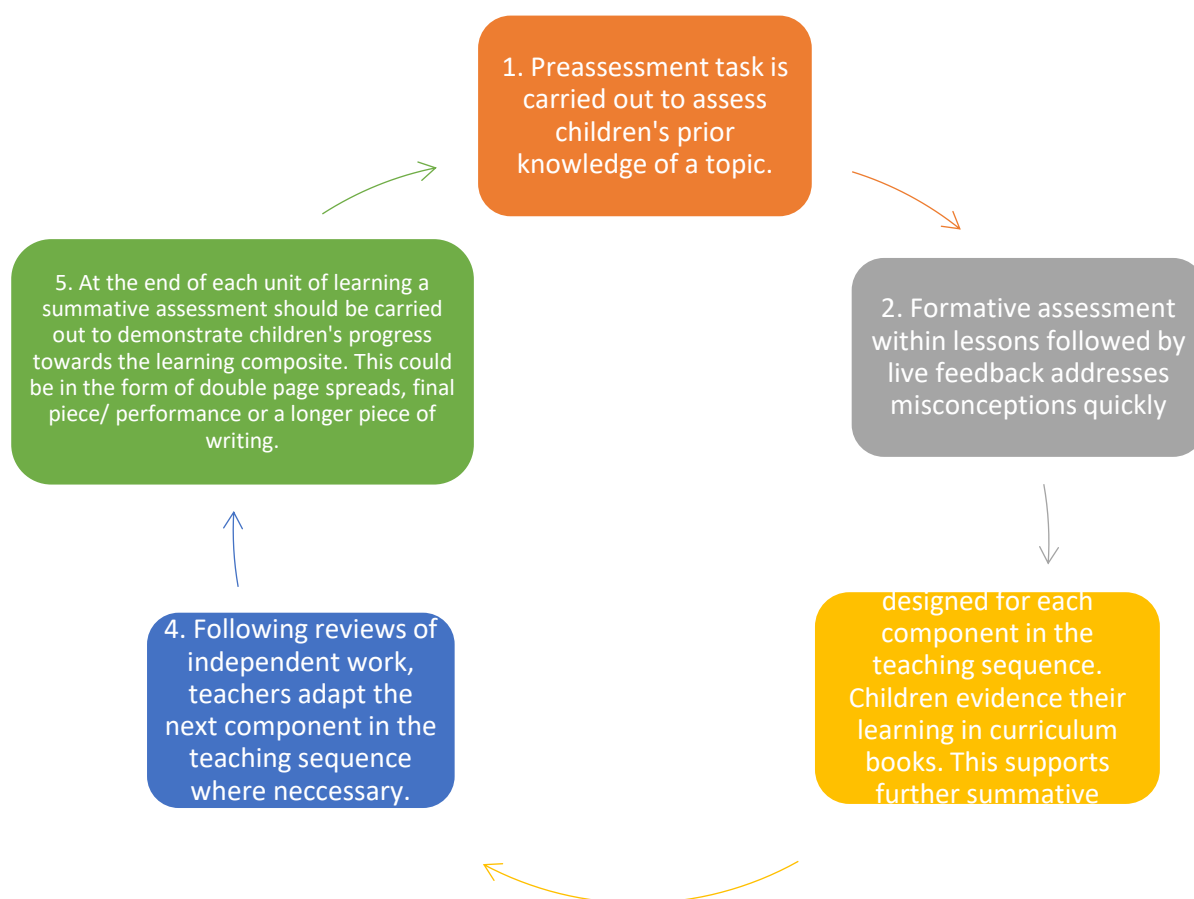 1. Preassessment task is
carried out to assess
children's prior
knowledge of a topic.
2. Formative assessment
within lessons followed by
live feedback addresses
misconceptions quickly
designed for each
component in the
teaching sequence.
Children evidence their
learning in curriculum
books. This supports
further summative
4. Following reviews of
independent work,
teachers adapt the
next component in the
teaching sequence
where neccessary.
5. At the end of each unit of learning a
summative assessment should be carried
out to demonstrate children's progress
towards the learning composite. This could
be in the form of double page spreads, final
piece/ performance or a longer piece of
writing.